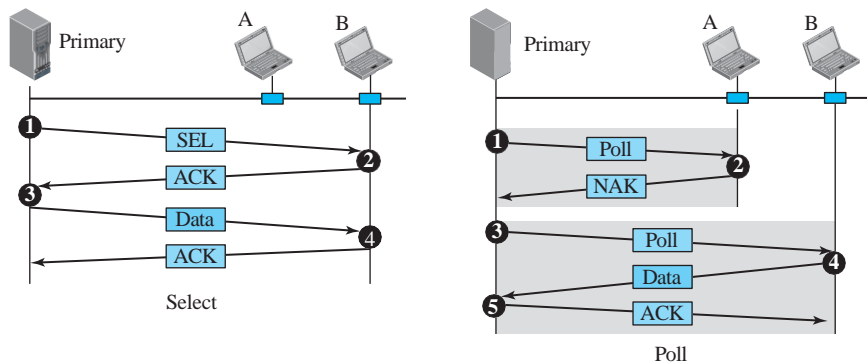 Primary
A
B
1
SEL
2
ACK
3
Data
4
ACK
Select
Primary
A
B
1
Poll
2
NAK
3
Poll
4
Data
5
ACK
Poll